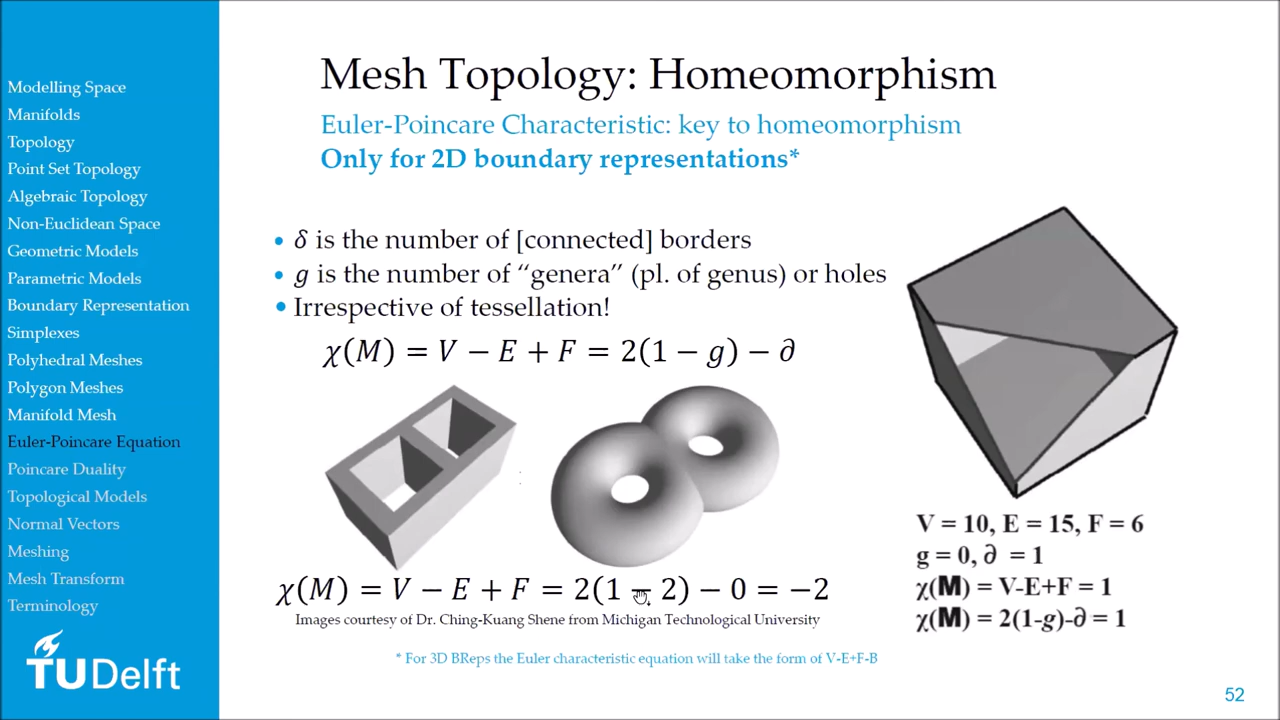 Modelling Space
Manifolds
Topology
Point Set Topology
Algebraic Topology
Non-Euclidean Space
Geometric Models
Parametric Models
Boundary Representation
Simplexes
Polyhedral Meshes
Polygon Meshes
Manifold Mesh
Euler-Poincare Equation
Poincare Duality
Topological Models
Normal Vectors
Meshing
Mesh Transform
Terminology
TUDelft
Mesh Topology: Homeomorphism
Euler-Poincare Characteristic: key to homeomorphism
Only for 2D boundary representations*
• 𝛿 is the number of [connected] borders
• g is the number of “genera” (pl. of genus) or holes
• Irrespective of tessellation!
χ(M) = V − E + F = 2(1 − g) − ∂
χ(M) = V − E + F = 2(1 − 2) − 0 = −2
Images courtesy of Dr. Ching-Kuang Shene from Michigan Technological University
V = 10, E = 15, F = 6
g = 0, ∂ = 1
χ(M) = V-E+F = 1
χ(M) = 2(1-g)-∂ = 1
* For 3D BReps the Euler characteristic equation will take the form of V-E+F-B
52